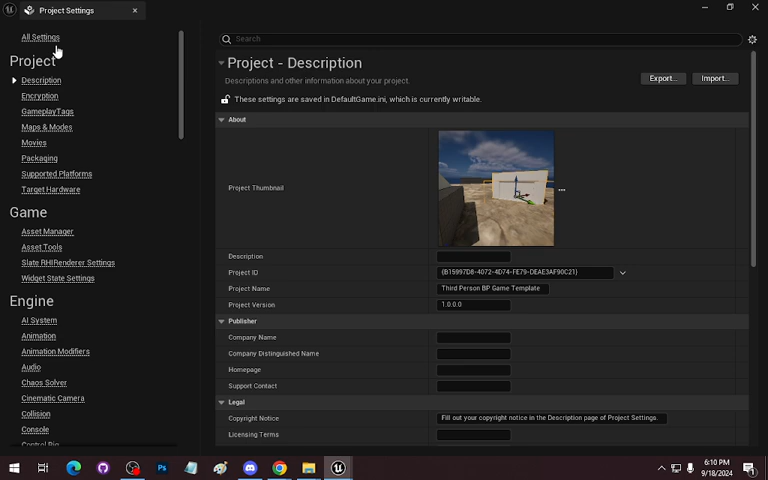 Project Settings
All Settings
Project
Description
Encryption
GameplayTags
Maps & Modes
Movies
Packaging
Supported Platforms
Target Hardware
Game
Asset Manager
Asset Tools
Slate RHIRenderer Settings
Widget State Settings
Engine
AI System
Animation
Animation Modifiers
Audio
Chaos Solver
Cinematic Camera
Collision
Console
Control Rig
Search
Project - Description
Descriptions and other information about your project.
Export...
Import...
These settings are saved in DefaultGame.ini, which is currently writable.
About
Project Thumbnail
Description
Project ID
{B15997D8-4072-4D74-FE79-DEAE3AF90C21}
Project Name
Third Person BP Game Template
Project Version
1.0.0.0
Publisher
Company Name
Company Distinguished Name
Homepage
Support Contact
Legal
Copyright Notice
Fill out your copyright notice in the Description page of Project Settings.
Licensing Terms
Ps
6:10 PM
9/18/2024
1